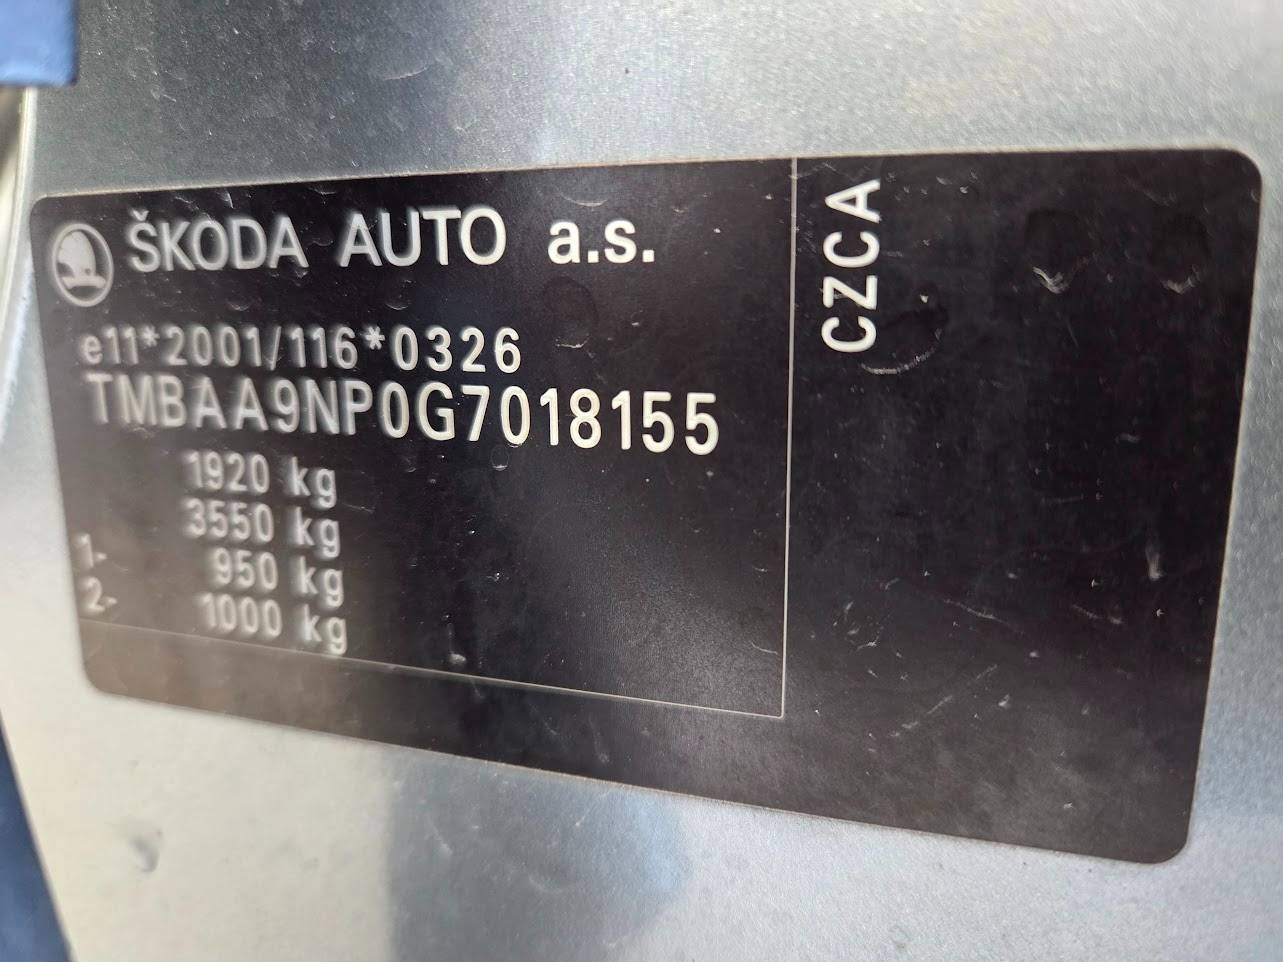 ŠKODA AUTO a.s.
e11*2001/116*0326
TMBAA9NP0G7018155
1920 kg
3550 kg
1- 950 kg
2- 1000 kg
CZCA